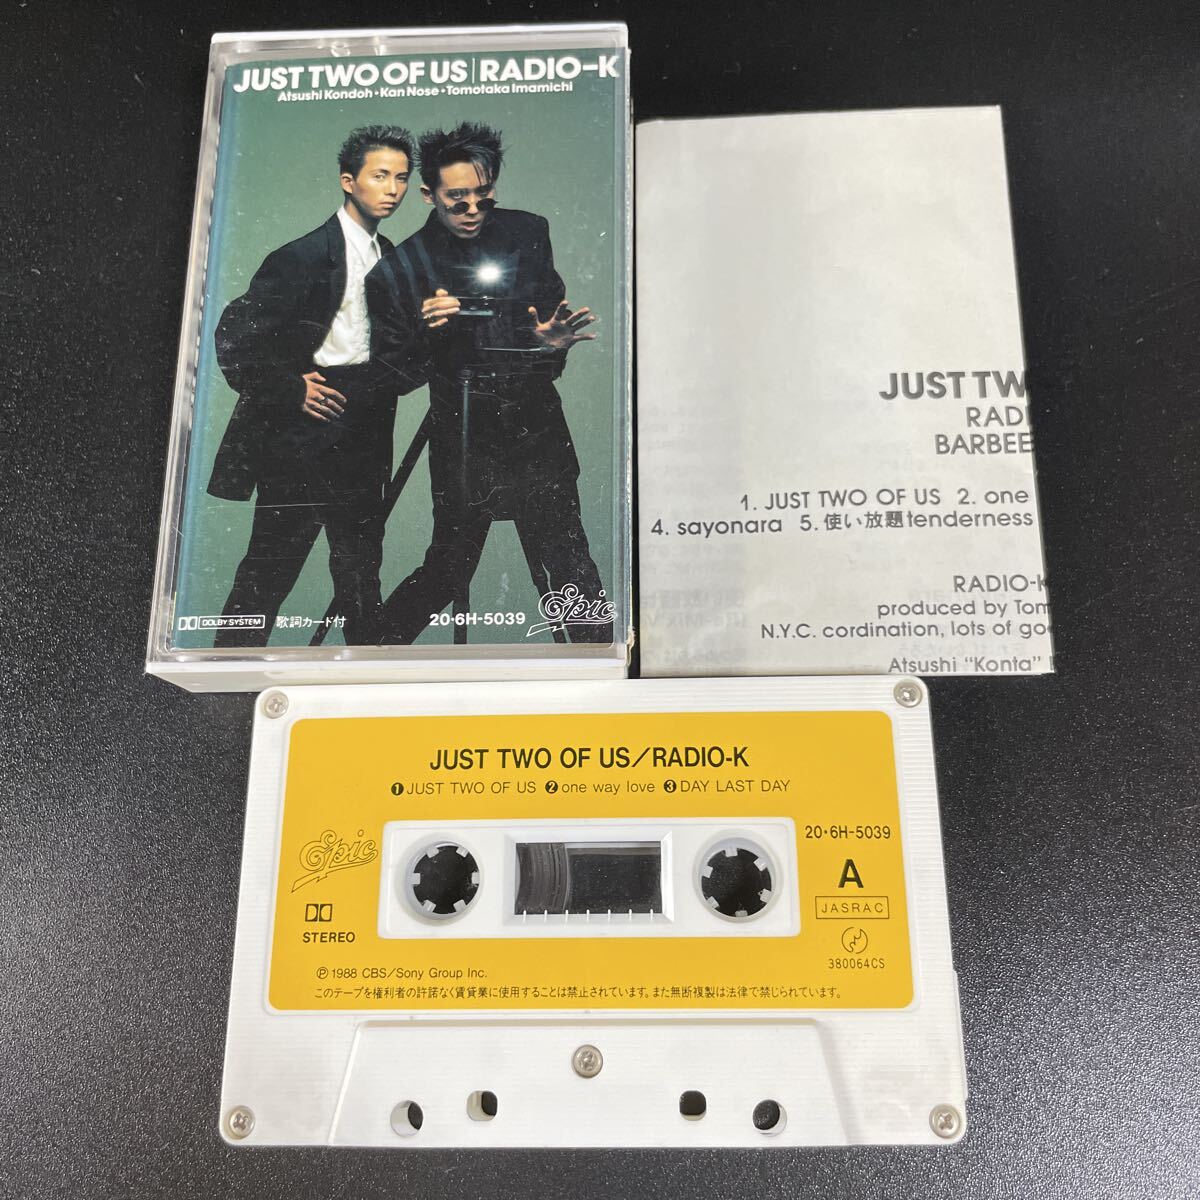 JUST TWO OF US|RADIO-K
Atsushi Kondoh・Kan Nose・Tomotaka Imamichi
DOLBY SYSTEM
歌詞カード付
20・6H-5039
Epic
JUST TW
RADI
BARBEE
1. JUST TWO OF US 2. one
4. sayonara 5. 使い放題tenderness
RADIO-K
produced by Tom
N.Y.C. cordination, lots of go
Atsushi "Konta"
JUST TWO OF US/RADIO-K
❶JUST TWO OF US ❷one way love ❸DAY LAST DAY
20・6H-5039
Epic
A
JASRAC
STEREO
380064CS
Ⓟ1988 CBS/Sony Group Inc.
このテープを権利者の許諾なく賃貸業に使用することは禁止されています。また無断複製は法律で禁じられています。